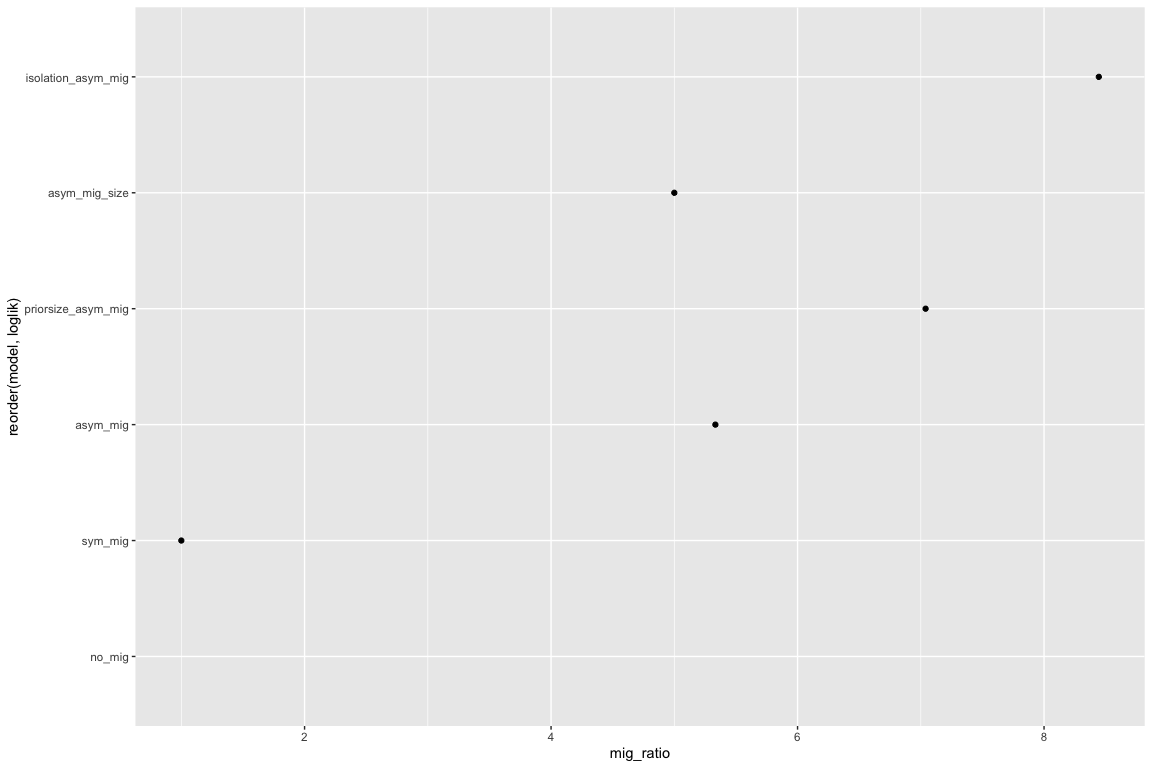 isolation_asym_mig
asym_mig_size
priorsize_asym_mig
asym_mig
sym_mig
no_mig
reorder(model, loglik)
2 4 6 8
mig_ratio